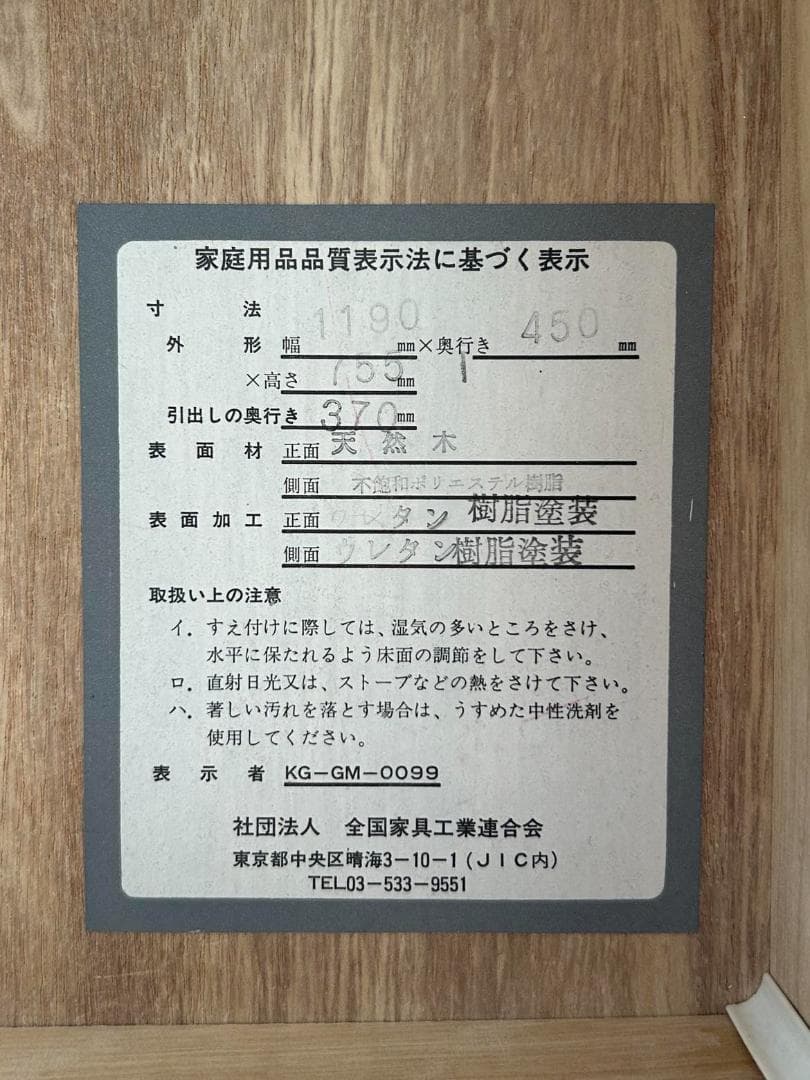 家庭用品品質表示法に基づく表示
寸法
外形 幅 1190 mm×奥行き 450 mm
×高さ 755 mm
引出しの奥行き 370 mm
表面材 正面 天然木
側面 不飽和ポリエステル樹脂
表面加工 正面 ウレタン樹脂塗装
側面 ウレタン樹脂塗装
取扱い上の注意
イ．すえ付けに際しては、湿気の多いところをさけ、
水平に保たれるよう床面の調節をして下さい。
ロ．直射日光又は、ストーブなどの熱をさけて下さい。
ハ．著しい汚れを落とす場合は、うすめた中性洗剤を
使用してください。
表示者 KG-GM-0099
社団法人 全国家具工業連合会
東京都中央区晴海3-10-1(JIC内)
TEL.03-533-9551